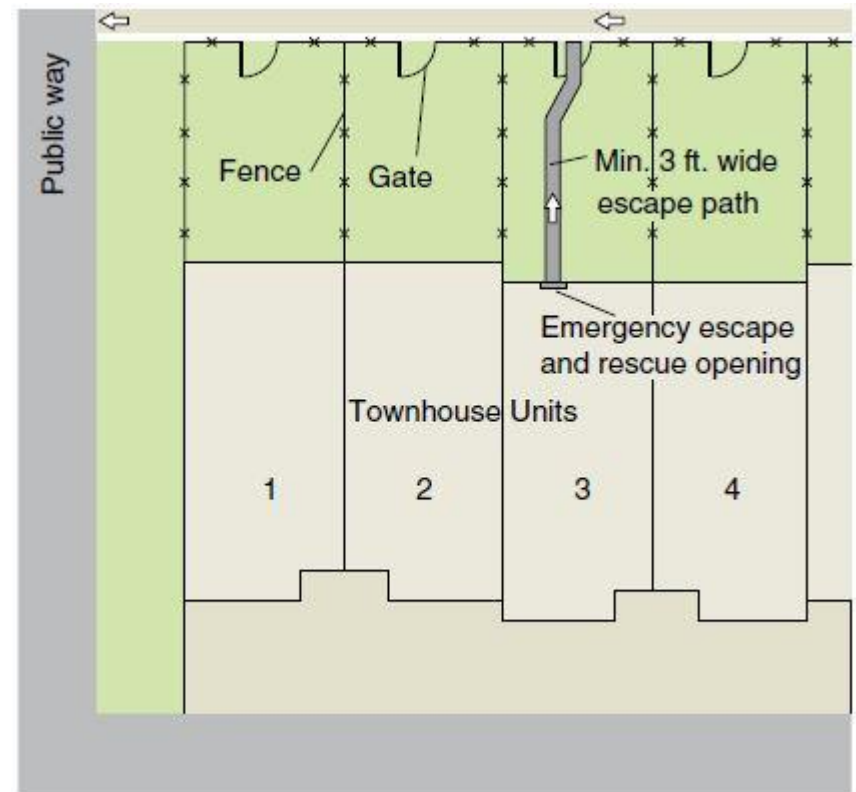 Public way
Fence
Gate
Min. 3 ft. wide
escape path
Emergency escape
and rescue opening
Townhouse Units
1
2
3
4